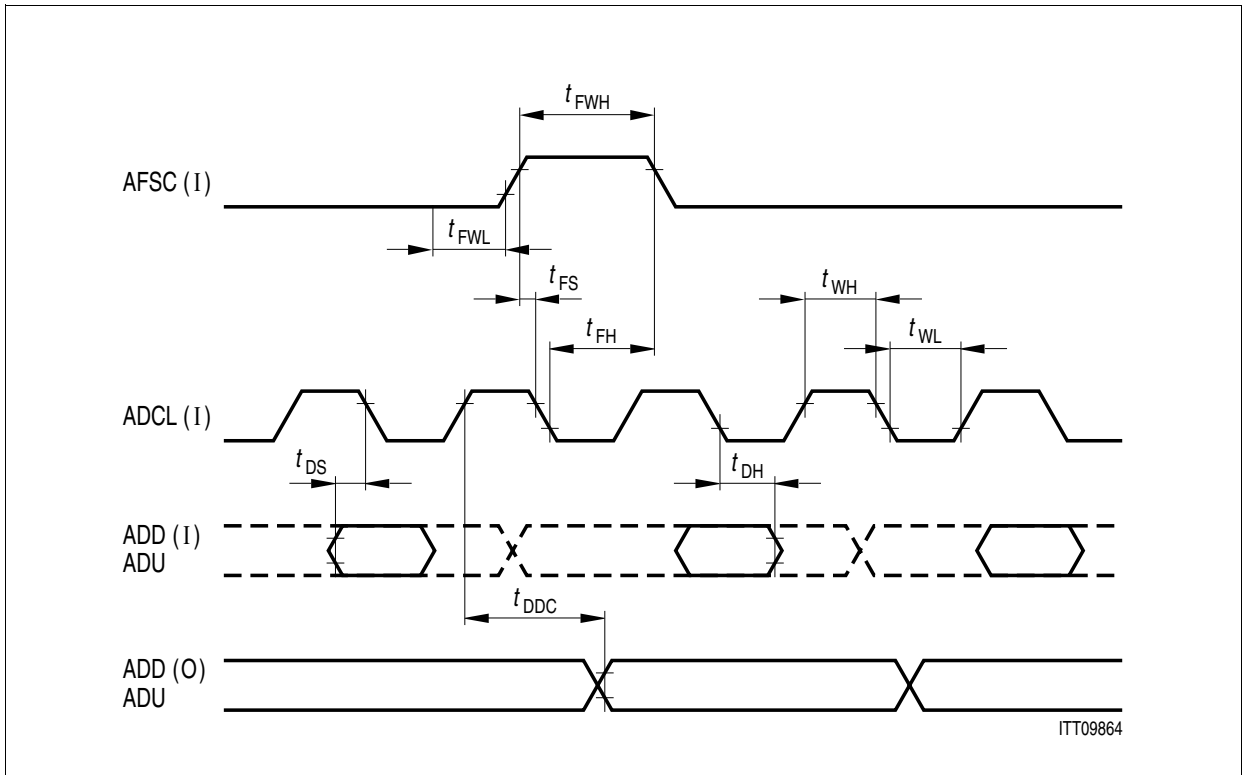 t FWH
AFSC (I)
t FWL
t FS
t WH
t FH
t WL
ADCL (I)
t DS
t DH
ADD (I)
ADU
t DDC
ADD (O)
ADU
ITT09864